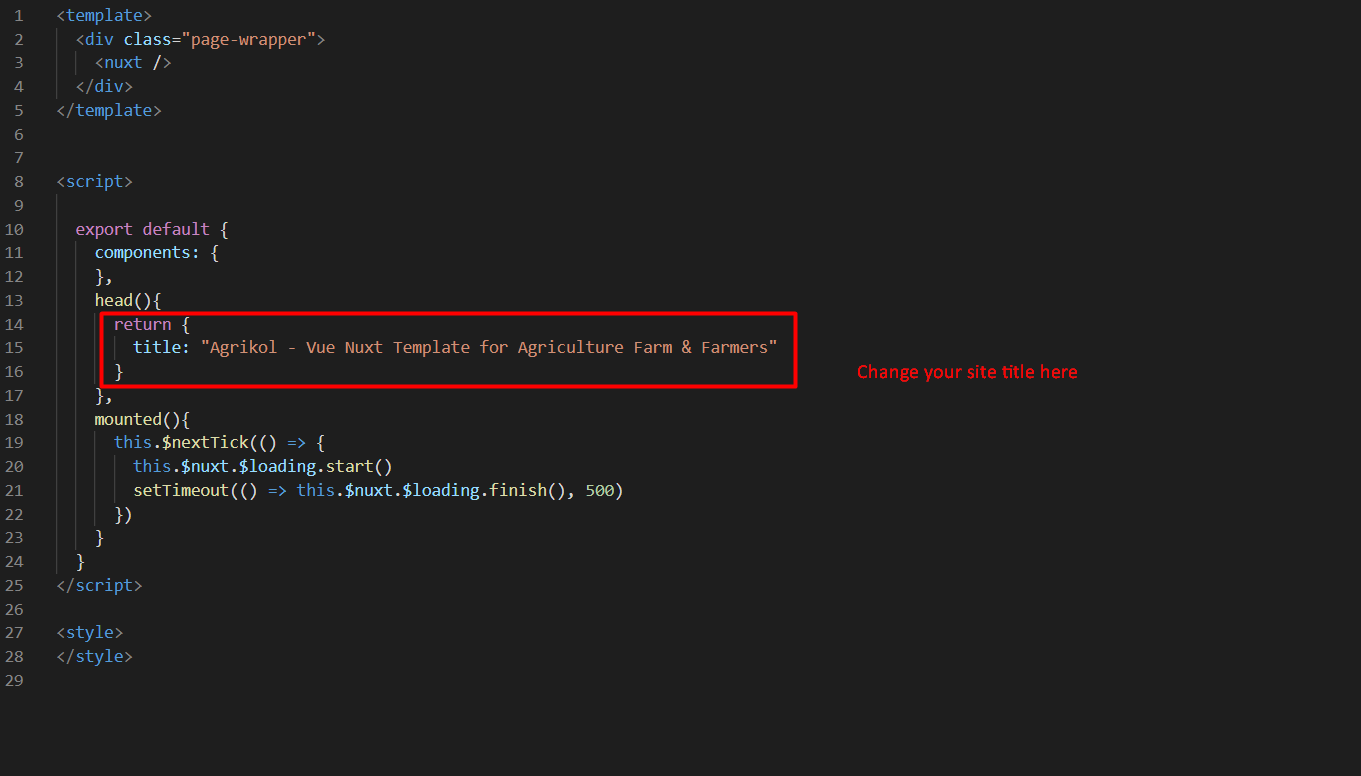 1 <template>
2 <div class="page-wrapper">
3 <nuxt />
4 </div>
5 </template>
6
7
8 <script>
9
10 export default {
11 components: {
12 },
13 head(){
14 return {
15 title: "Agrikol - Vue Nuxt Template for Agriculture Farm & Farmers"
16 }
Change your site title here
17 },
18 mounted(){
19 this.$nextTick(() => {
20 this.$nuxt.$loading.start()
21 setTimeout(() => this.$nuxt.$loading.finish(), 500)
22 })
23 }
24 }
25 </script>
26
27 <style>
28 </style>
29